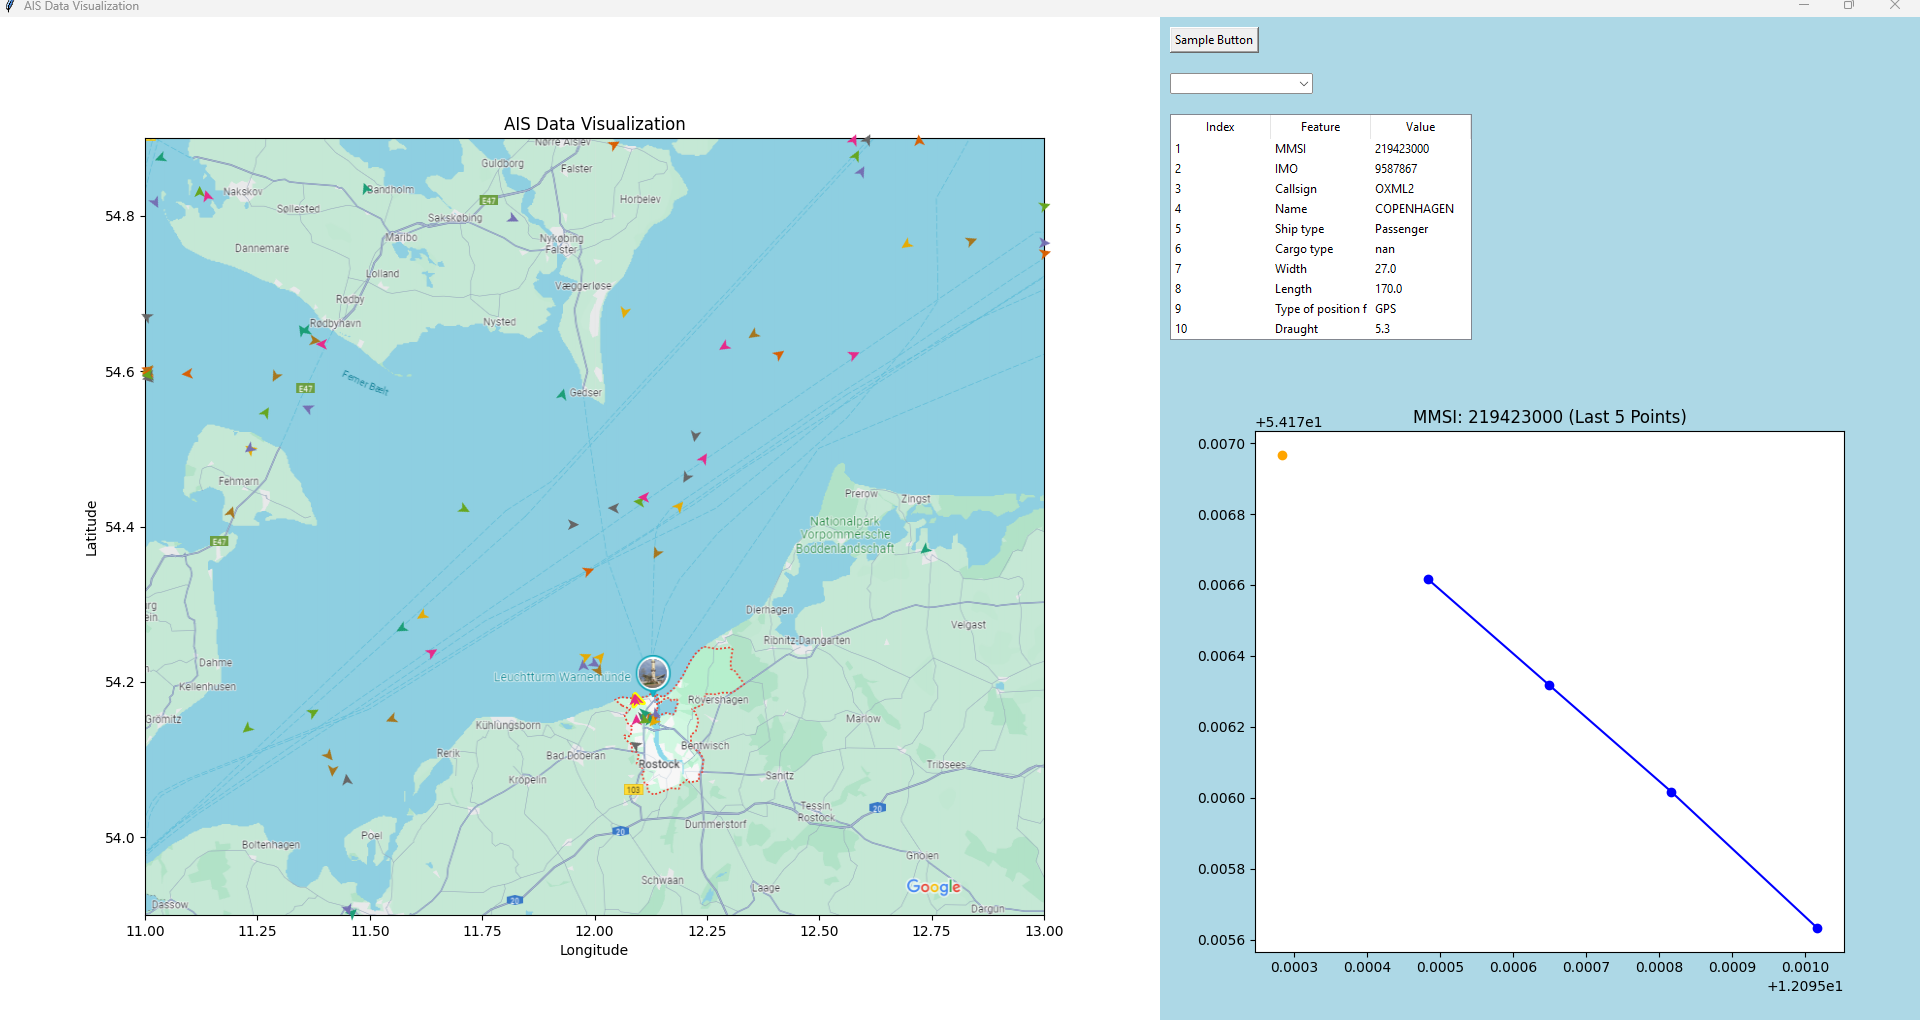 AIS Data Visualization
Sample Button
Index Feature Value
1 MMSI 219423000
2 IMO 9587867
3 Callsign OXML2
4 Name COPENHAGEN
5 Ship type Passenger
6 Cargo type nan
7 Width 27.0
8 Length 170.0
9 Type of position f GPS
10 Draught 5.3
AIS Data Visualization
Latitude
54.8
54.6
54.4
54.2
54.0
Nørre Alslev
Guldborg
Falster
Nakskov
Bandholm
E47
Horbelev
Søllested
Sakskøbing
Maribo
Nykøbing
Falster
Dannemare
Lolland
Væggerløse
Rødby
Rødbyhavn
Nysted
Femer Bælt
E47
Gedser
Fehmarn
Prerow
Zingst
Nationalpark
Vorpommersche
Boddenlandschaft
E47
rg
ein
Dierhagen
Velgast
Ribnitz-Damgarten
Dahme
Leuchtturm Warnemünde
Kellenhusen
Rövershagen
Grömitz
Kühlungsborn
Marlow
Rerik
Bad Doberan
Bentwisch
Rostock
Tribsees
Kröpelin
Sanitz
103
Tessin,
Rostock
20
Dummerstorf
20
Poel
Boltenhagen
Gnoien
Schwaan
Laage
Google
20
Dassow
Dargun
11.00 11.25 11.50 11.75 12.00 12.25 12.50 12.75 13.00
Longitude
MMSI: 219423000 (Last 5 Points)
+5.417e1
0.0070
0.0068
0.0066
0.0064
0.0062
0.0060
0.0058
0.0056
0.0003 0.0004 0.0005 0.0006 0.0007 0.0008 0.0009 0.0010
+1.2095e1